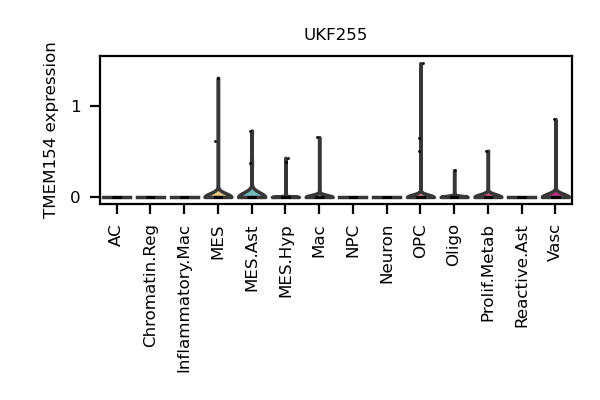 UKF255
TMEM154 expression
1
0
AC
Chromatin.Reg
Inflammatory.Mac
MES
MES.Ast
MES.Hyp
Mac
NPC
Neuron
OPC
Oligo
Prolif.Metab
Reactive.Ast
Vasc